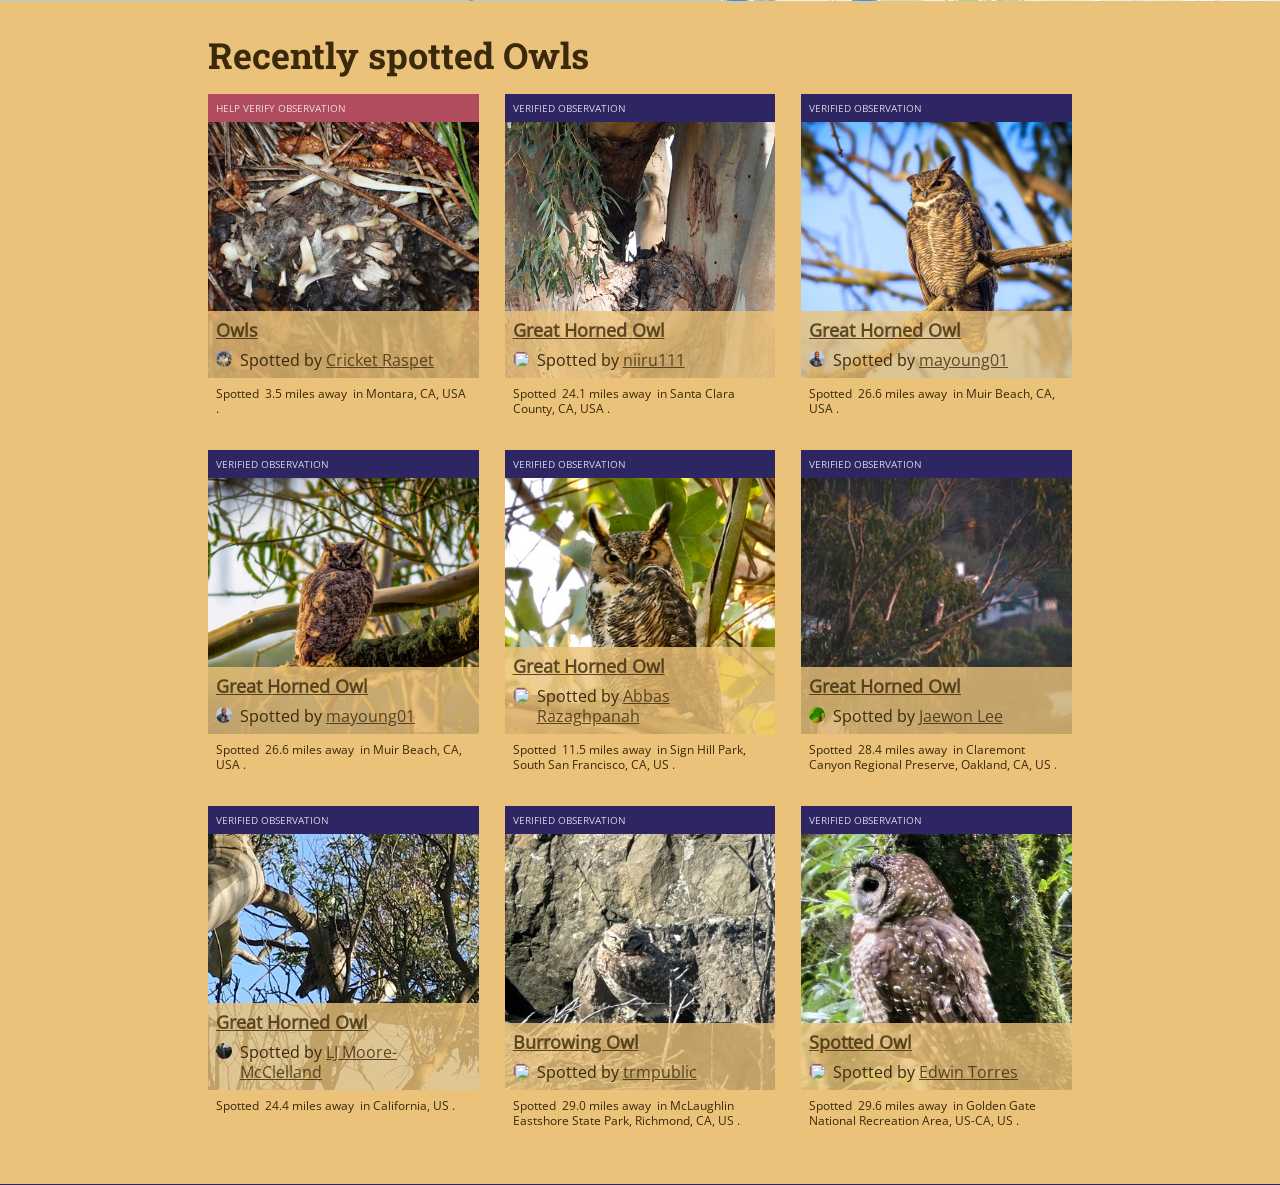 Recently spotted Owls
HELP VERIFY OBSERVATION
Owls
Spotted by Cricket Raspet
Spotted 3.5 miles away in Montara, CA, USA
.
VERIFIED OBSERVATION
Great Horned Owl
Spotted by niiru111
Spotted 24.1 miles away in Santa Clara
County, CA, USA .
VERIFIED OBSERVATION
Great Horned Owl
Spotted by mayoung01
Spotted 26.6 miles away in Muir Beach, CA,
USA .
VERIFIED OBSERVATION
Great Horned Owl
Spotted by mayoung01
Spotted 26.6 miles away in Muir Beach, CA,
USA .
VERIFIED OBSERVATION
Great Horned Owl
Spotted by Abbas
Razaghpanah
Spotted 11.5 miles away in Sign Hill Park,
South San Francisco, CA, US .
VERIFIED OBSERVATION
Great Horned Owl
Spotted by Jaewon Lee
Spotted 28.4 miles away in Claremont
Canyon Regional Preserve, Oakland, CA, US .
VERIFIED OBSERVATION
Great Horned Owl
Spotted by LJ Moore-
McClelland
Spotted 24.4 miles away in California, US .
VERIFIED OBSERVATION
Burrowing Owl
Spotted by trmpublic
Spotted 29.0 miles away in McLaughlin
Eastshore State Park, Richmond, CA, US .
VERIFIED OBSERVATION
Spotted Owl
Spotted by Edwin Torres
Spotted 29.6 miles away in Golden Gate
National Recreation Area, US-CA, US .